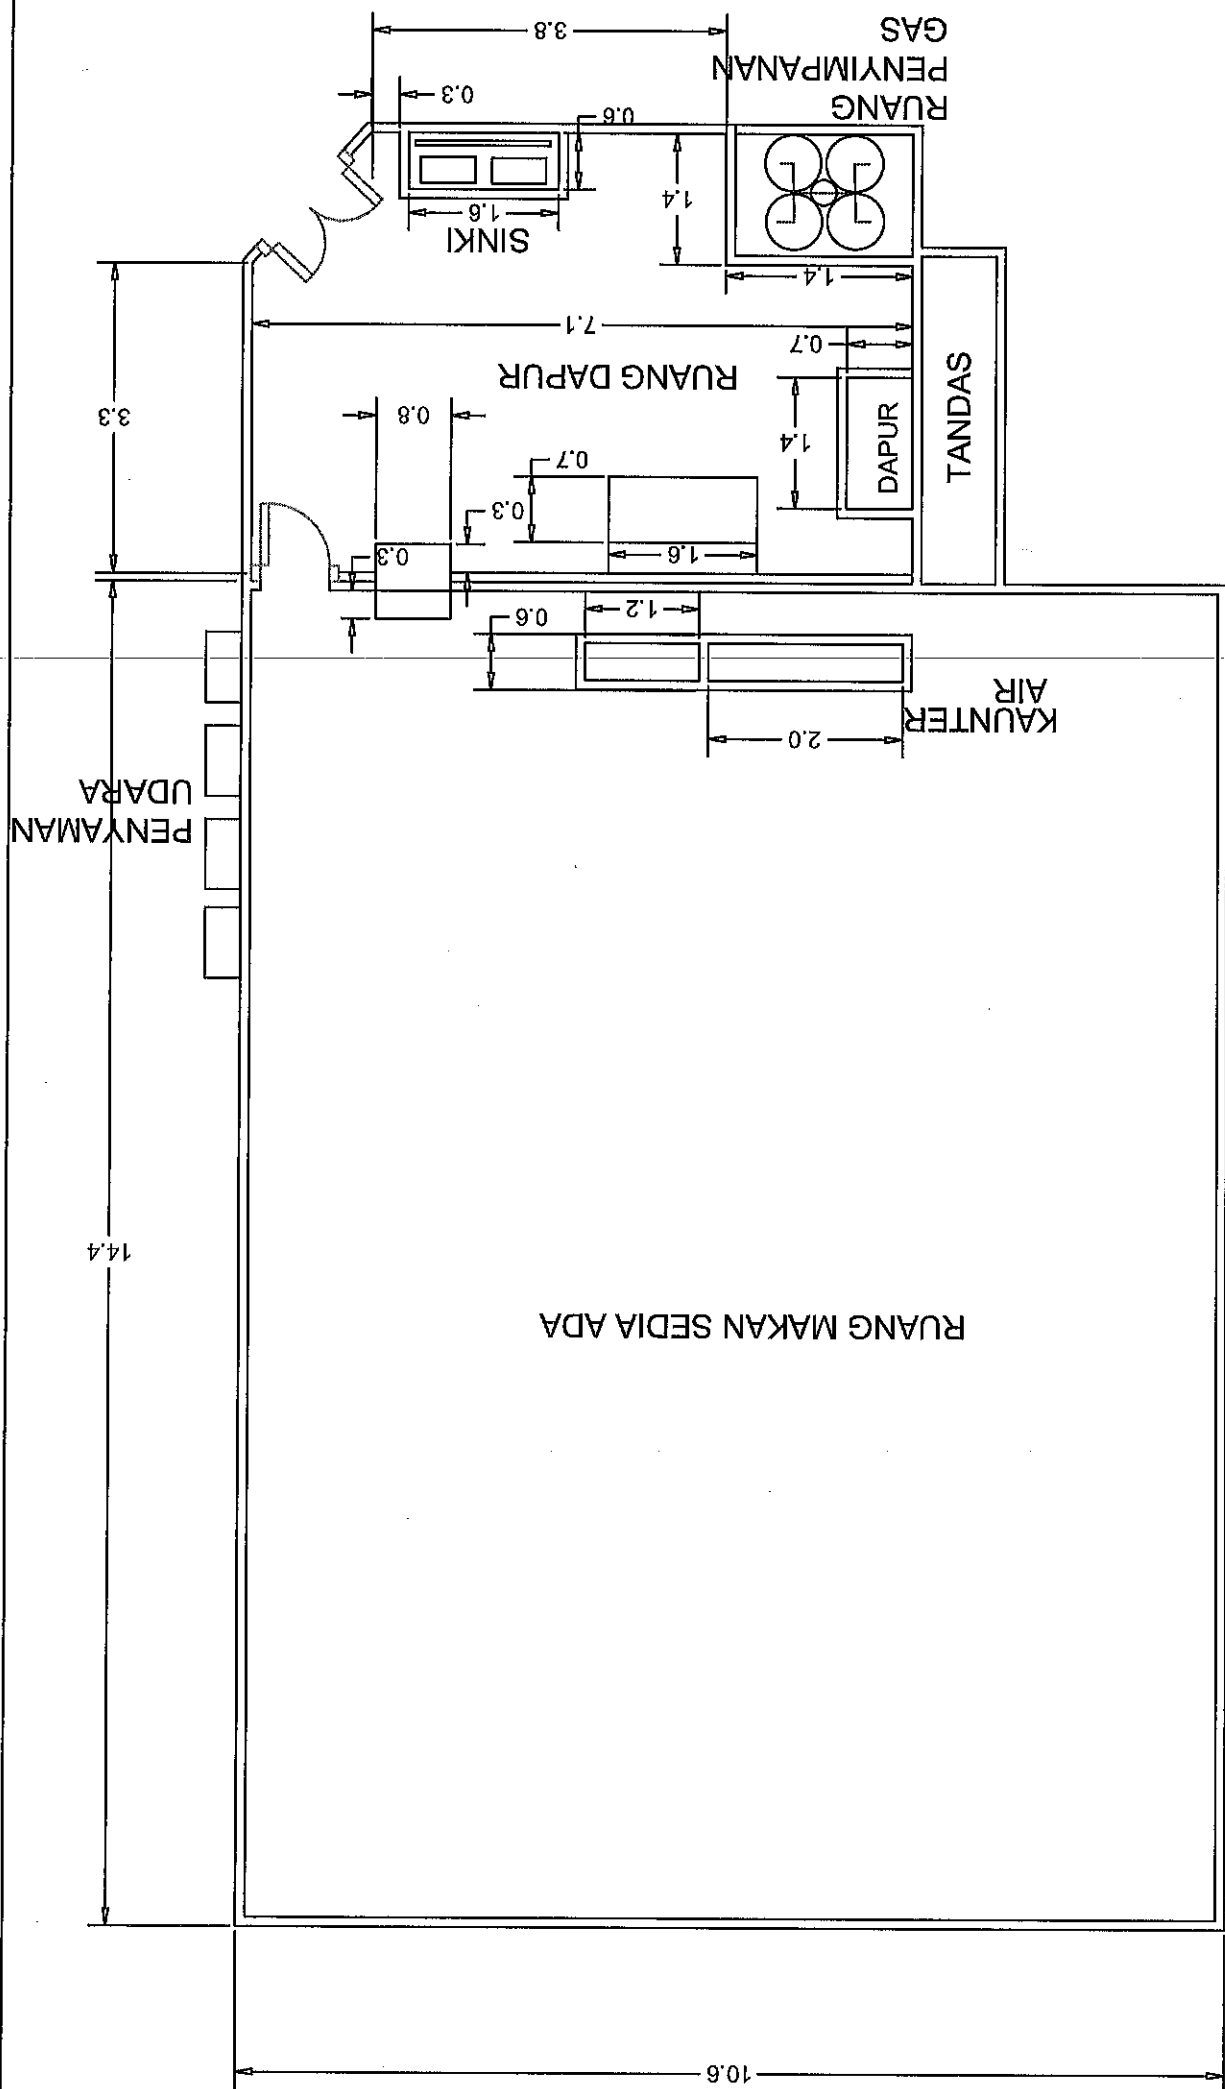 10.6
RUANG MAKAN SEDIA ADA
14.4
PENYAMAN
UDARA
KAUNTER
AIR
2.0
0.6
1.2
0.3
0.3
1.6
0.7
0.8
3.3
DAPUR
1.4
0.7
TANDAS
RUANG DAPUR
7.1
1.4
1.4
SINKI
1.6
0.6
0.3
RUANG
PENYIMPANAN
GAS
3.8